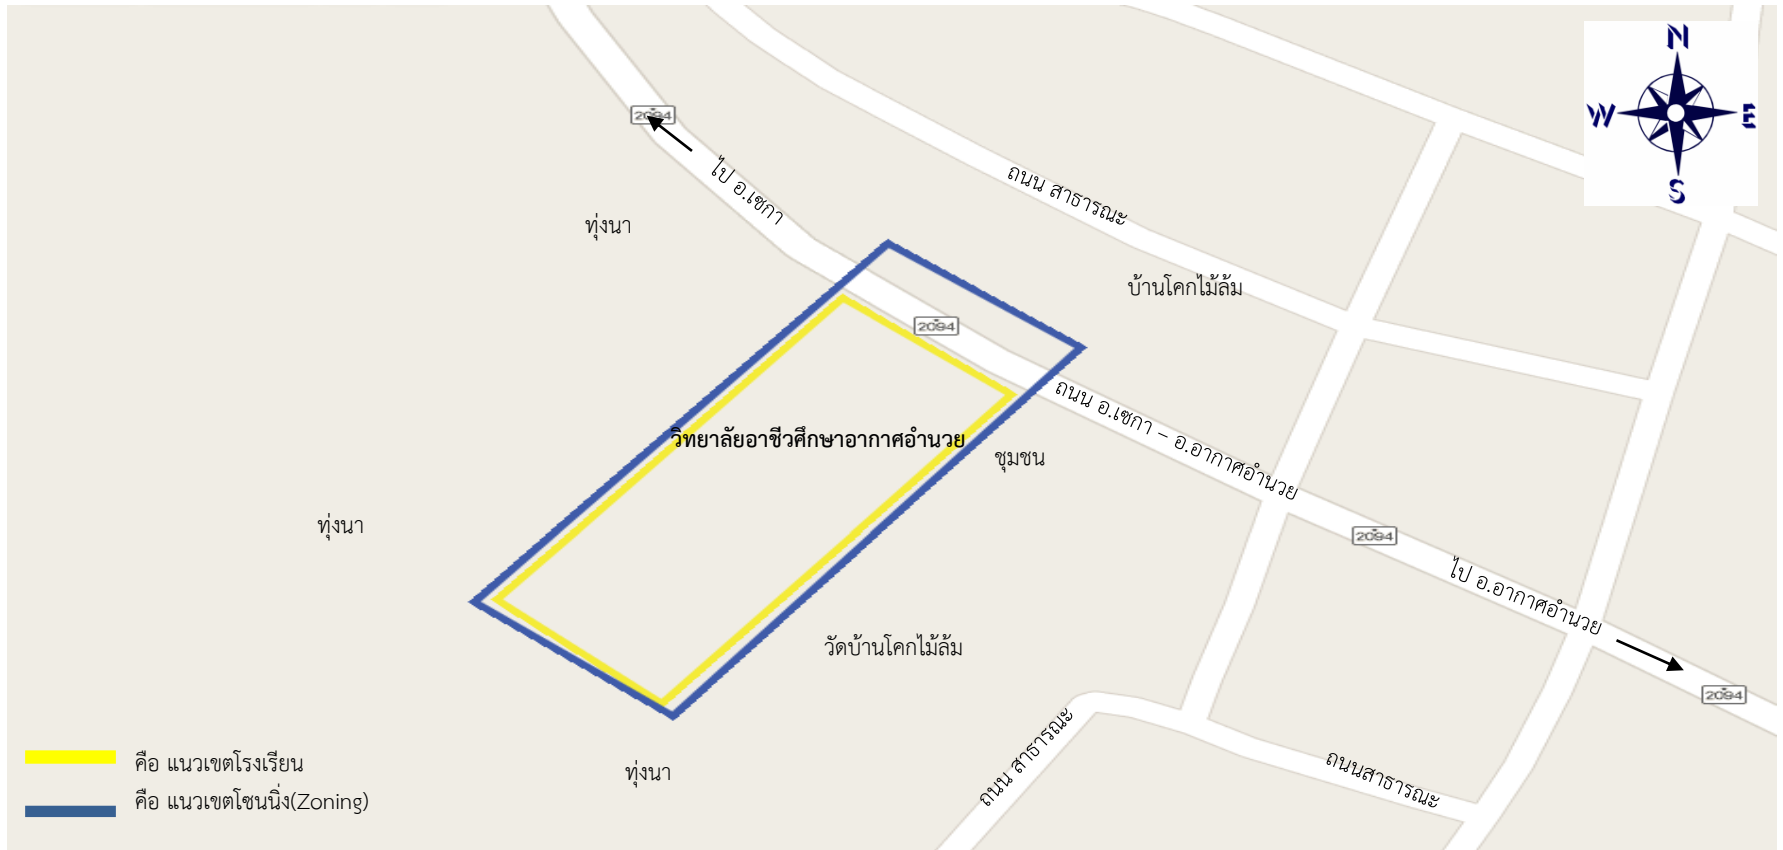 N
W
E
S
2094
ไป อ.เซกา
ถนน สาธารณะ
ทุ่งนา
บ้านโคกไม้ล้ม
2094
ถนน อ.เซกา – อ.อากาศอำนวย
วิทยาลัยอาชีวศึกษาอากาศอำนวย
ชุมชน
ทุ่งนา
2094
ไป อ.อากาศอำนวย
วัดบ้านโคกไม้ล้ม
2094
ถนน สาธารณะ
ถนนสาธารณะ
ทุ่งนา
คือ แนวเขตโรงเรียน
คือ แนวเขตโซนนิ่ง(Zoning)